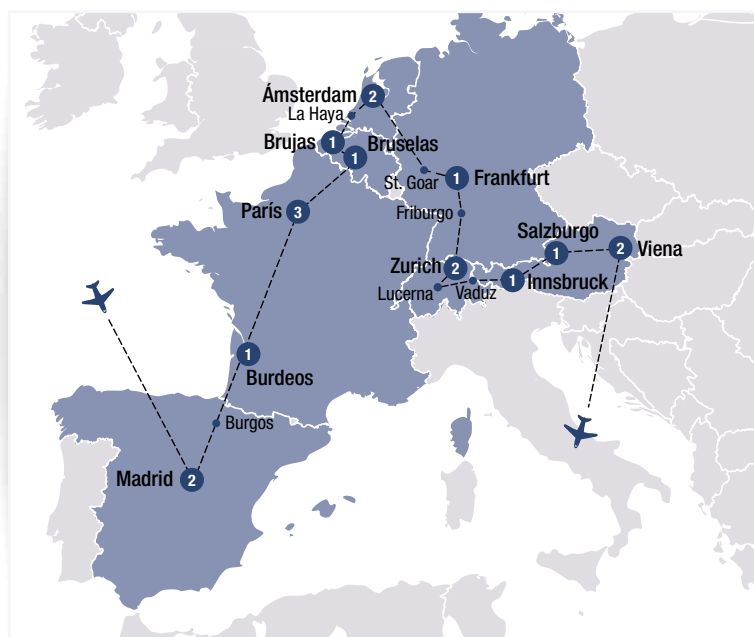 Ámsterdam
2
La Haya
Brujas
1
Bruselas
1
St. Goar
1
Frankfurt
París
3
Friburgo
Salzburgo
1
2
Viena
Zurich
2
Lucerna
Vaduz
1
Innsbruck
1
Burdeos
Burgos
Madrid
2